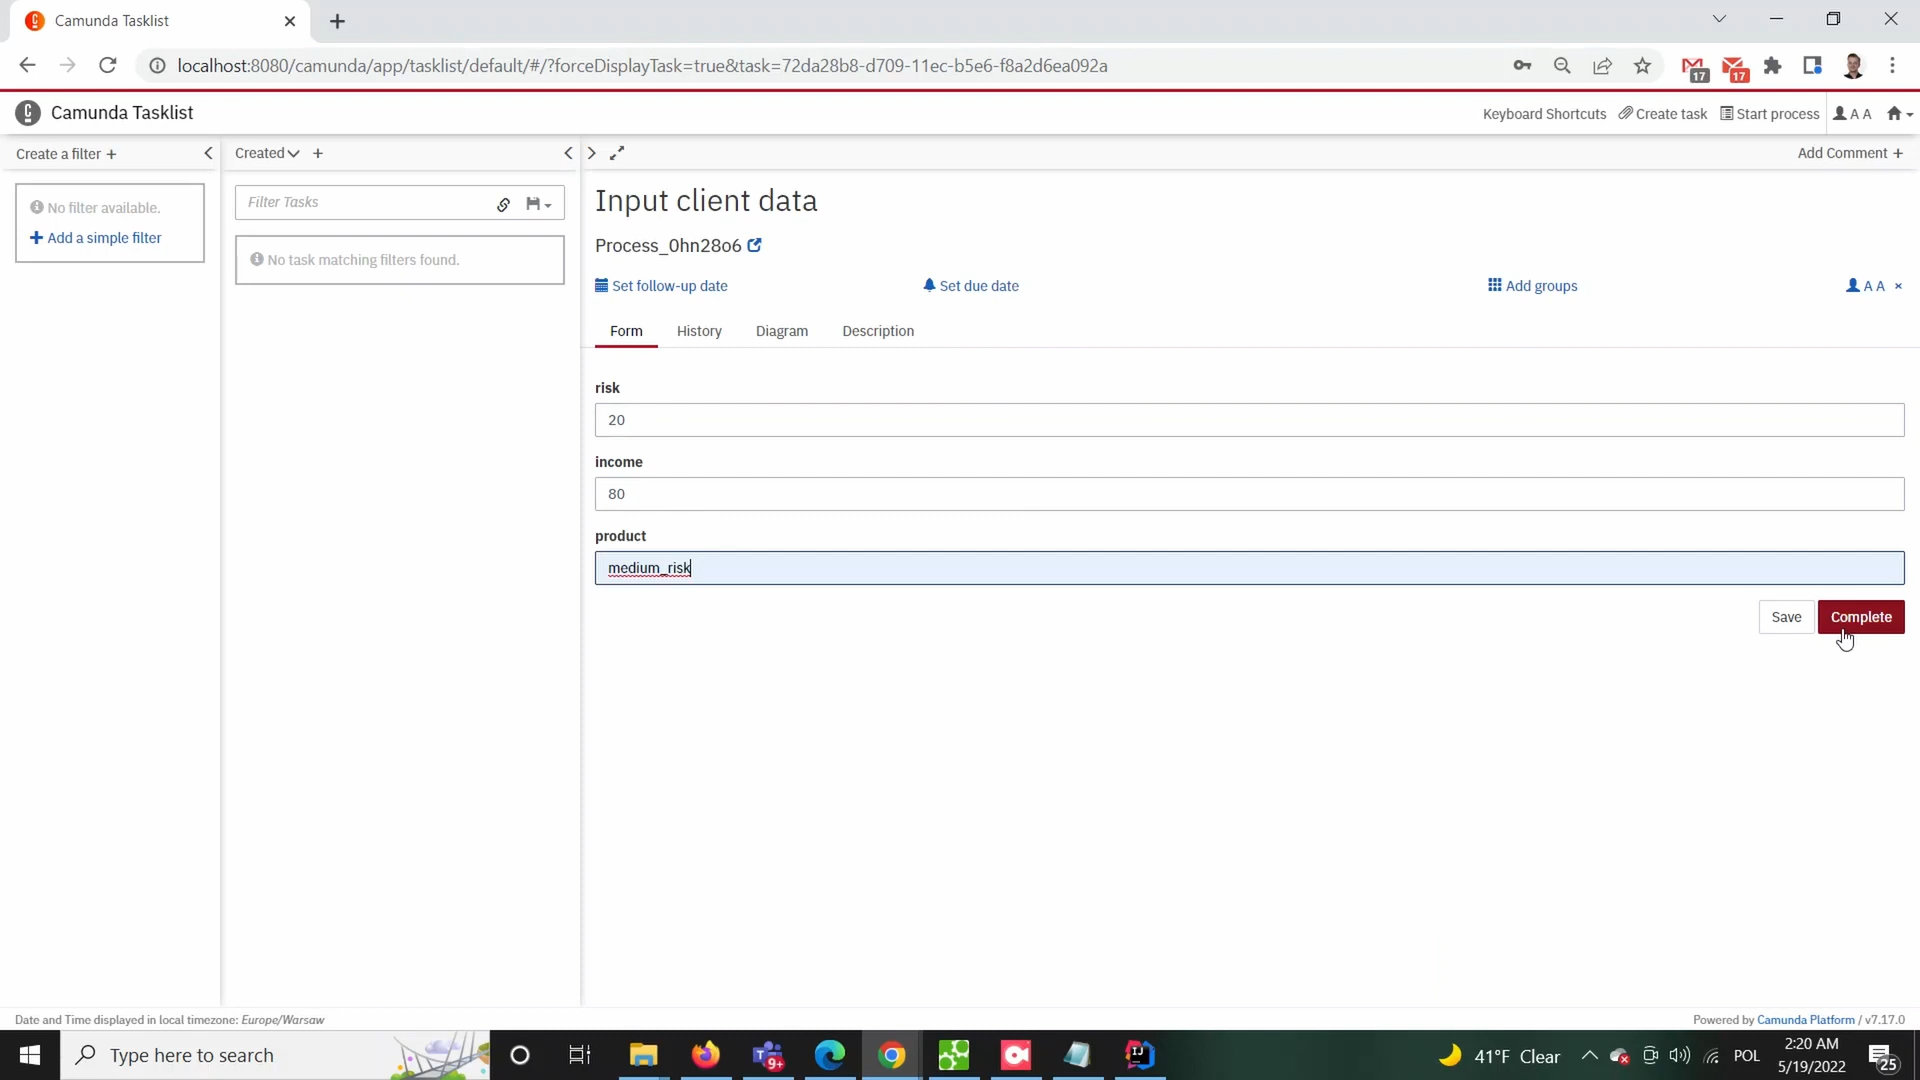 Camunda Tasklist
localhost:8080/camunda/app/tasklist/default/#/?forceDisplayTask=true&task=72da28b8-d709-11ec-b5e6-f8a2d6ea092a
17
17
Camunda Tasklist
Keyboard Shortcuts Create task Start process A A
Create a filter +
Created +
Add Comment +
No filter available.
Add a simple filter
Filter Tasks
No task matching filters found.
Input client data
Process_0hn28o6
Set follow-up date
Set due date
Add groups
A A ×
Form History Diagram Description
risk
20
income
80
product
medium_risk
Save Complete
Date and Time displayed in local timezone: Europe/Warsaw
Powered by Camunda Platform / v7.17.0
Type here to search
9+
41°F Clear
POL
2:20 AM
5/19/2022
25